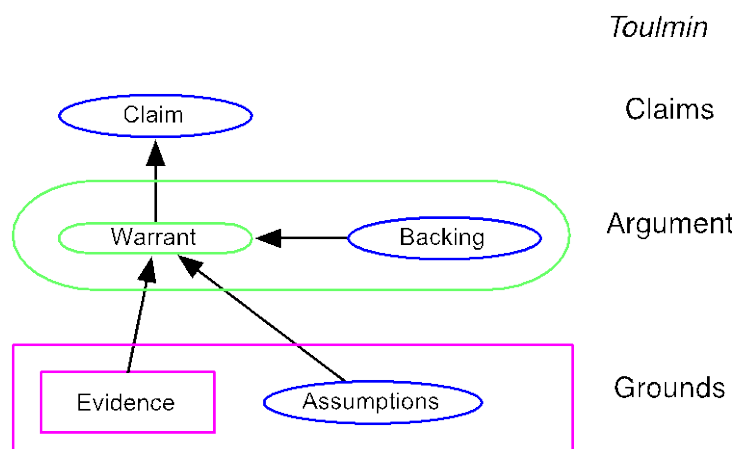 Toulmin
Claim
Claims
Warrant
Backing
Argument
Evidence
Assumptions
Grounds